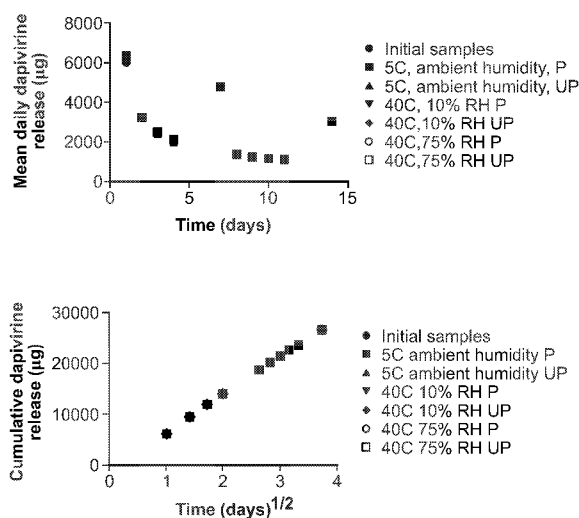 Mean daily dapivirine
release (µg)
8000
6000
4000
2000
0
0 5 10 15
Time (days)
Initial samples
5C, ambient humidity, P
5C, ambient humidity, UP
40C, 10% RH P
40C,10% RH UP
40C,75% RH P
40C,75% RH UP
Cumulative dapivirine
release (µg)
30000
20000
10000
0
0 1 2 3 4
Time (days)1/2
Initial samples
5C ambient humidity P
5C ambient humidity UP
40C 10% RH P
40C 10% RH UP
40C 75% RH P
40C 75% RH UP